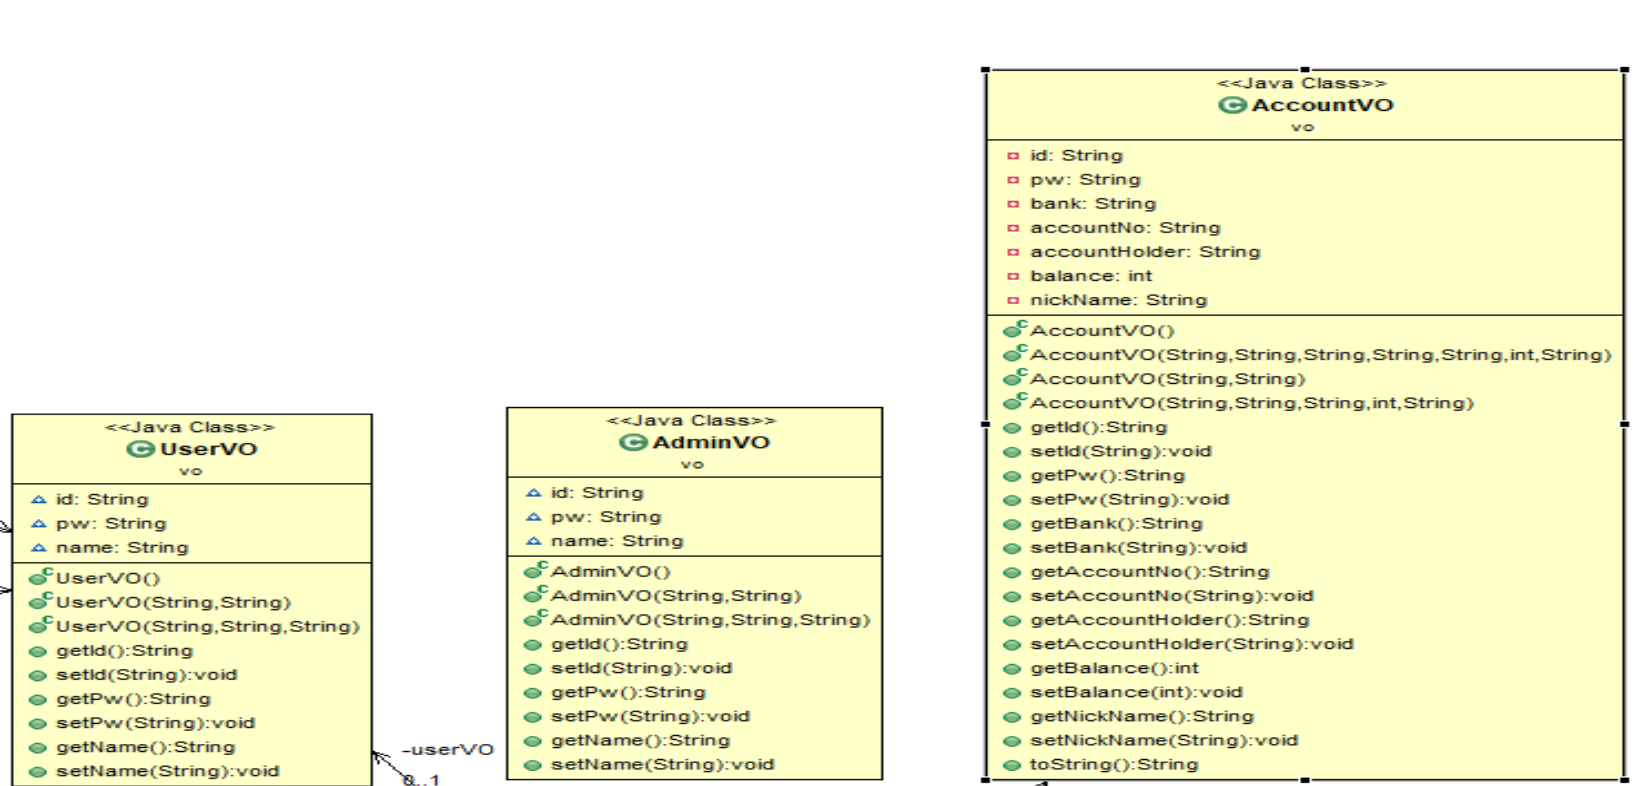 <<Java Class>>
UserVO
vo
id: String
pw: String
name: String
UserVO()
UserVO(String,String)
UserVO(String,String,String)
getId():String
setId(String):void
getPw():String
setPw(String):void
getName():String
setName(String):void
-userVO
0..1
<<Java Class>>
AdminVO
vo
id: String
pw: String
name: String
AdminVO()
AdminVO(String,String)
AdminVO(String,String,String)
getId():String
setId(String):void
getPw():String
setPw(String):void
getName():String
setName(String):void
<<Java Class>>
AccountVO
vo
id: String
pw: String
bank: String
accountNo: String
accountHolder: String
balance: int
nickName: String
AccountVO()
AccountVO(String,String,String,String,String,int,String)
AccountVO(String,String)
AccountVO(String,String,String,int,String)
getId():String
setId(String):void
getPw():String
setPw(String):void
getBank():String
setBank(String):void
getAccountNo():String
setAccountNo(String):void
getAccountHolder():String
setAccountHolder(String):void
getBalance():int
setBalance(int):void
getNickName():String
setNickName(String):void
toString():String